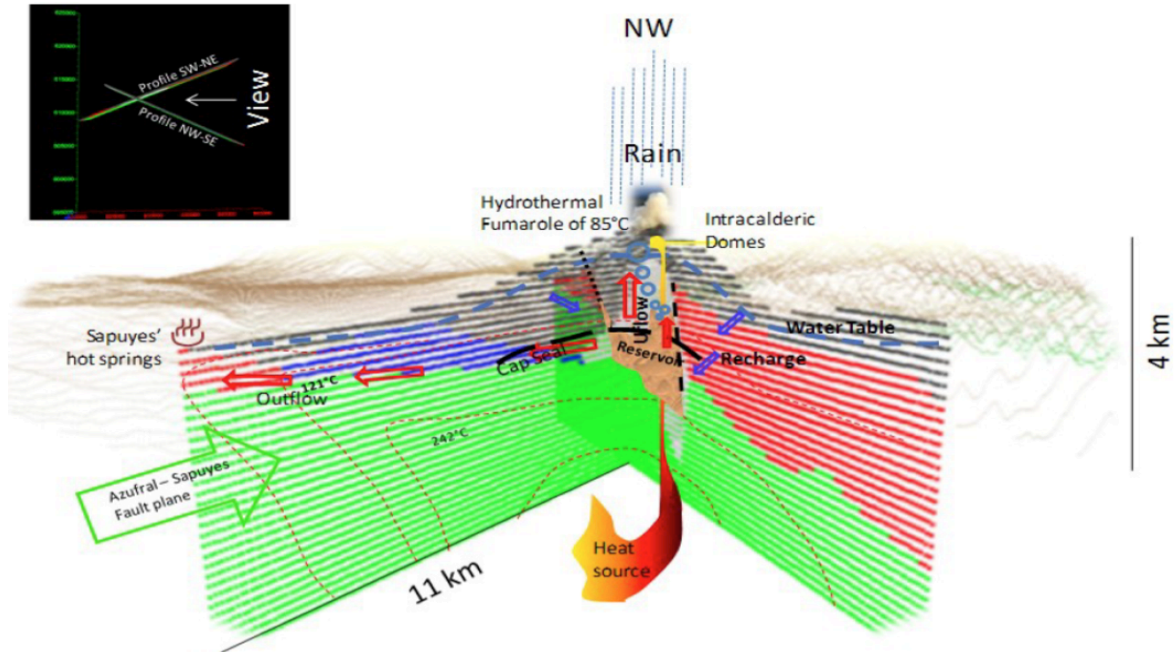 Profile SW-NE
Profile NW-SE
View
NW
Rain
Hydrothermal
Fumarole of 85°C
Intracalderic
Domes
Sapuyes'
hot springs
Water Table
Cap Seal
Reservoir
Recharge
121°C
Outflow
242°C
Azufral – Sapuyes
Fault plane
Heat
source
11 km
4 km